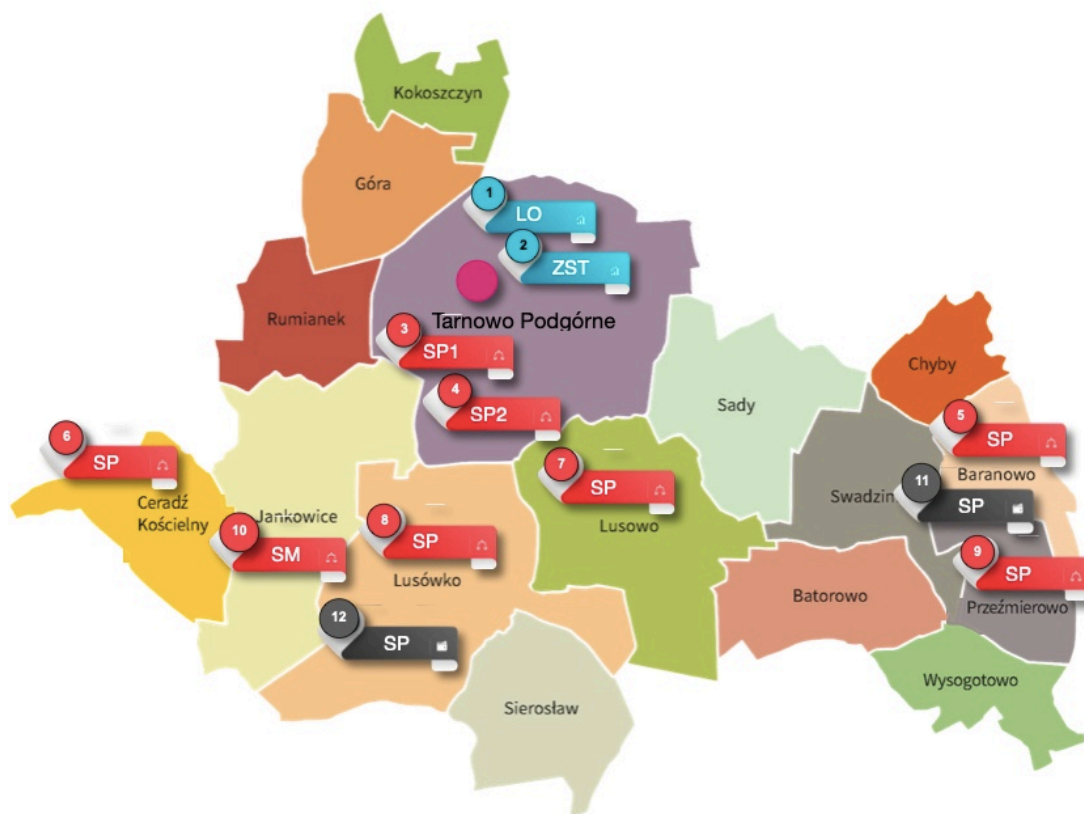 Kokoszczyn
Góra
1
LO
2
ZST
Rumianek
Tarnowo Podgórne
3
SP1
4
SP2
Sady
Chyby
5
SP
Baranowo
6
SP
Ceradź
Kościelny
7
SP
Lusowo
Swadzim
11
SP
Jankowice
8
SP
Lusówko
10
SM
9
SP
Przeźmierowo
Batorowo
12
SP
Wysogotowo
Sierosław